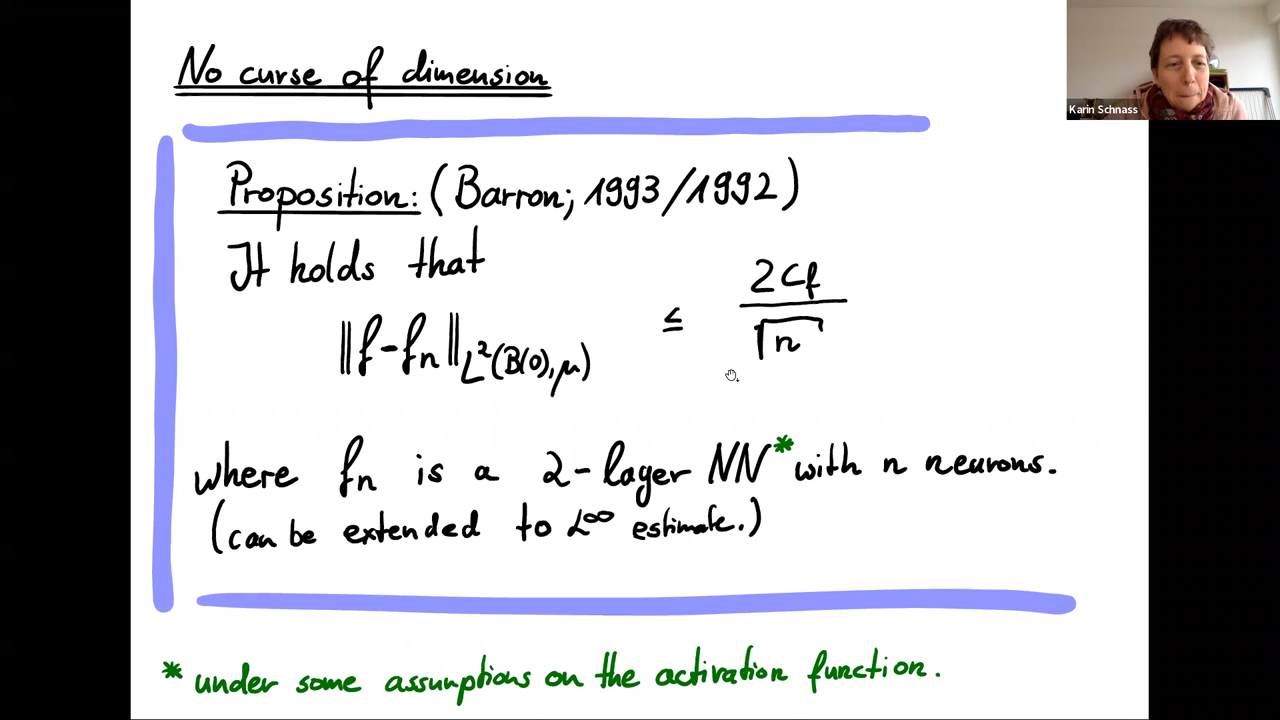 No curse of dimension
Karin Schnass
Proposition: (Barron; 1993/1992)
It holds that
‖f-fn‖L²(B(0),μ) ≤ 2Cf/√n
where fn is a 2-layer NN* with n neurons.
(can be extended to L∞ estimate.)
* under some assumptions on the activation function.